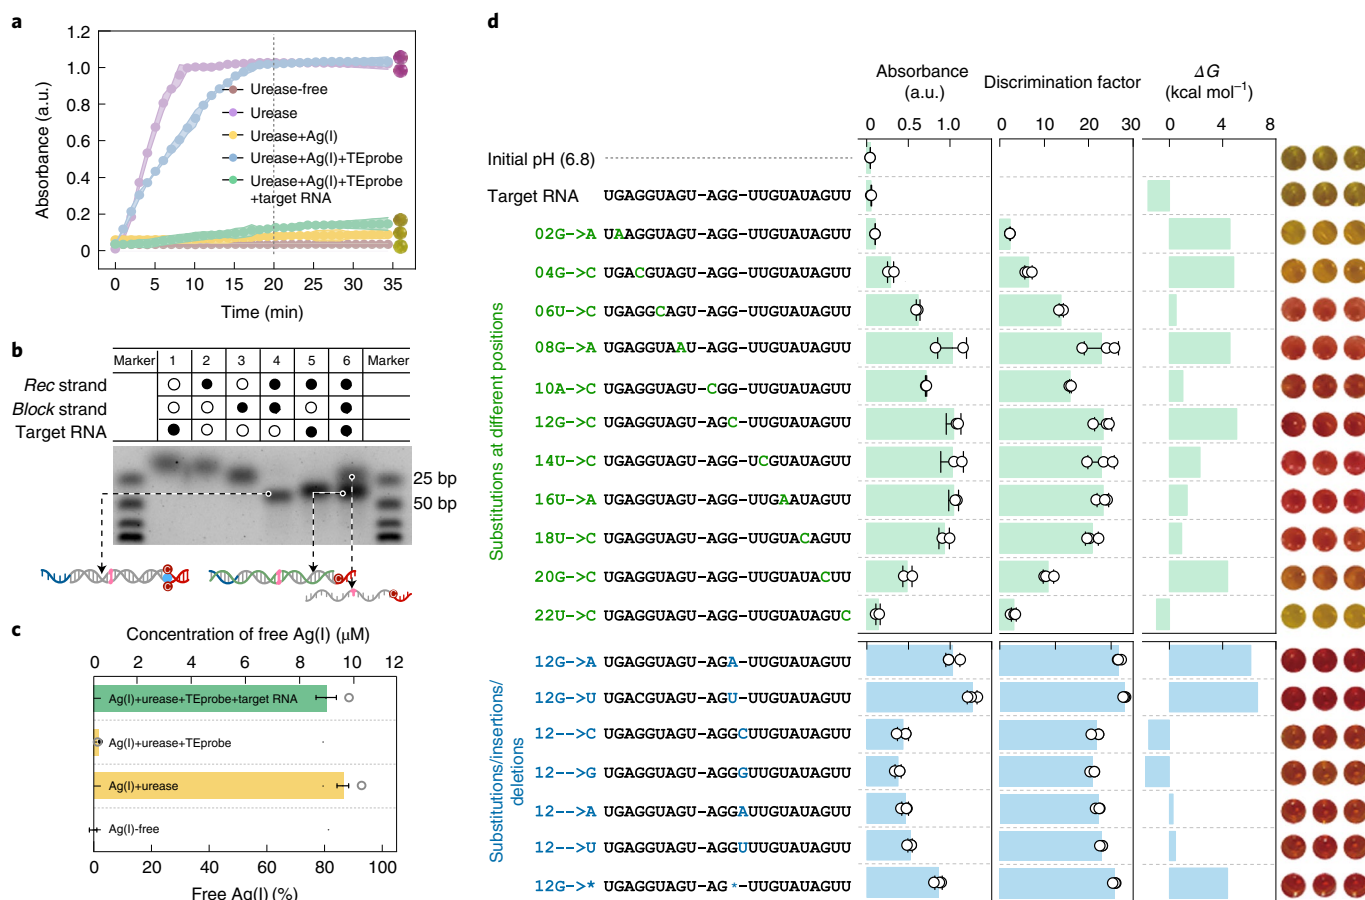 a
Absorbance (a.u.)
1.2
1.0
0.8
0.6
0.4
0.2
0
Urease-free
Urease
Urease+Ag(I)
Urease+Ag(I)+TEprobe
Urease+Ag(I)+TEprobe
+target RNA
0 5 10 15 20 25 30 35
Time (min)
b
Marker 1 2 3 4 5 6 Marker
Rec strand
Block strand
Target RNA
25 bp
50 bp
c
Concentration of free Ag(I) (μM)
0 2 4 6 8 10 12
Ag(I)+urease+TEprobe+target RNA
Ag(I)+urease+TEprobe
Ag(I)+urease
Ag(I)-free
0 20 40 60 80 100
Free Ag(I) (%)
d
Absorbance
(a.u.)
Discrimination factor
ΔG
(kcal mol⁻¹)
0 0.5 1.0
0 10 20 30
0 4 8
Initial pH (6.8)
Target RNA UGAGGUAGU-AGG-UUGUAUAGUU
Substitutions at different positions
02G->A UAAGGUAGU-AGG-UUGUAUAGUU
04G->C UGACGUAGU-AGG-UUGUAUAGUU
06U->C UGAGGCAGU-AGG-UUGUAUAGUU
08G->A UGAGGUAAU-AGG-UUGUAUAGUU
10A->C UGAGGUAGU-CGG-UUGUAUAGUU
12G->C UGAGGUAGU-AGC-UUGUAUAGUU
14U->C UGAGGUAGU-AGG-UCGUAUAGUU
16U->A UGAGGUAGU-AGG-UUGAAUAGUU
18U->C UGAGGUAGU-AGG-UUGUACAGUU
20G->C UGAGGUAGU-AGG-UUGUAUACUU
22U->C UGAGGUAGU-AGG-UUGUAUAGUC
Substitutions/insertions/
deletions
12G->A UGAGGUAGU-AGA-UUGUAUAGUU
12G->U UGACGUAGU-AGU-UUGUAUAGUU
12-->C UGAGGUAGU-AGGCUUGUAUAGUU
12-->G UGAGGUAGU-AGGGUUGUAUAGUU
12-->A UGAGGUAGU-AGGAUUGUAUAGUU
12-->U UGAGGUAGU-AGGUUUGUAUAGUU
12G->* UGAGGUAGU-AG*-UUGUAUAGUU